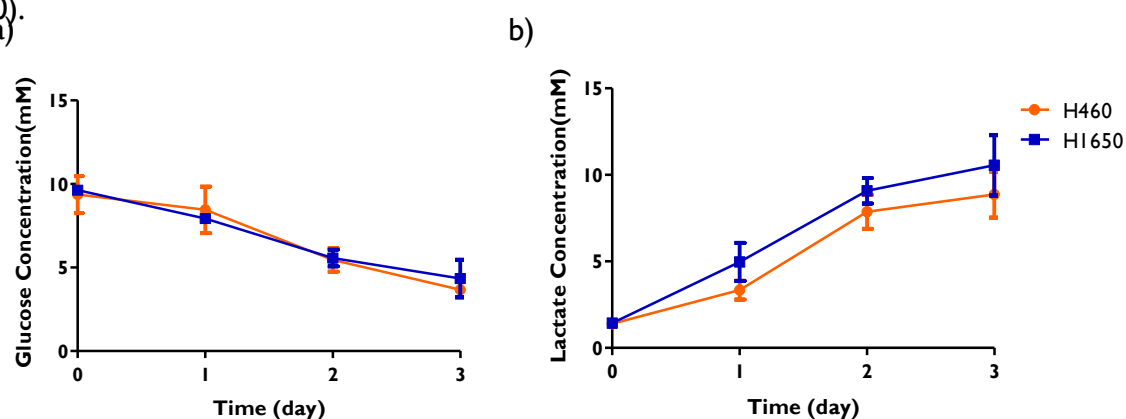 0).
a)
b)
Glucose Concentration(mM)
15
10
5
0
0 1 2 3
Time (day)
Lactate Concentration(mM)
15
10
5
0
0 1 2 3
Time (day)
H460
H1650